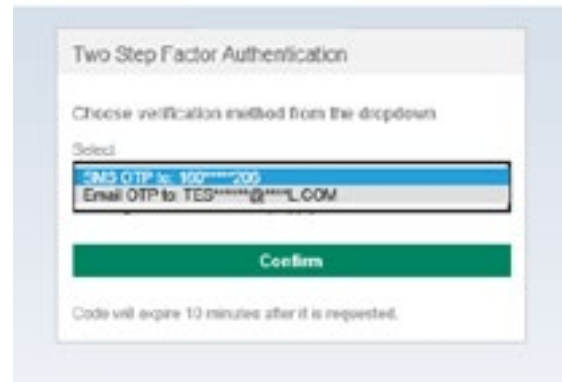 Two Step Factor Authentication
Choose verification method from the dropdown
Select
SMS OTP to: 160*****206
Email OTP to: TES******@****L.COM
Confirm
Code will expire 10 minutes after it is requested.